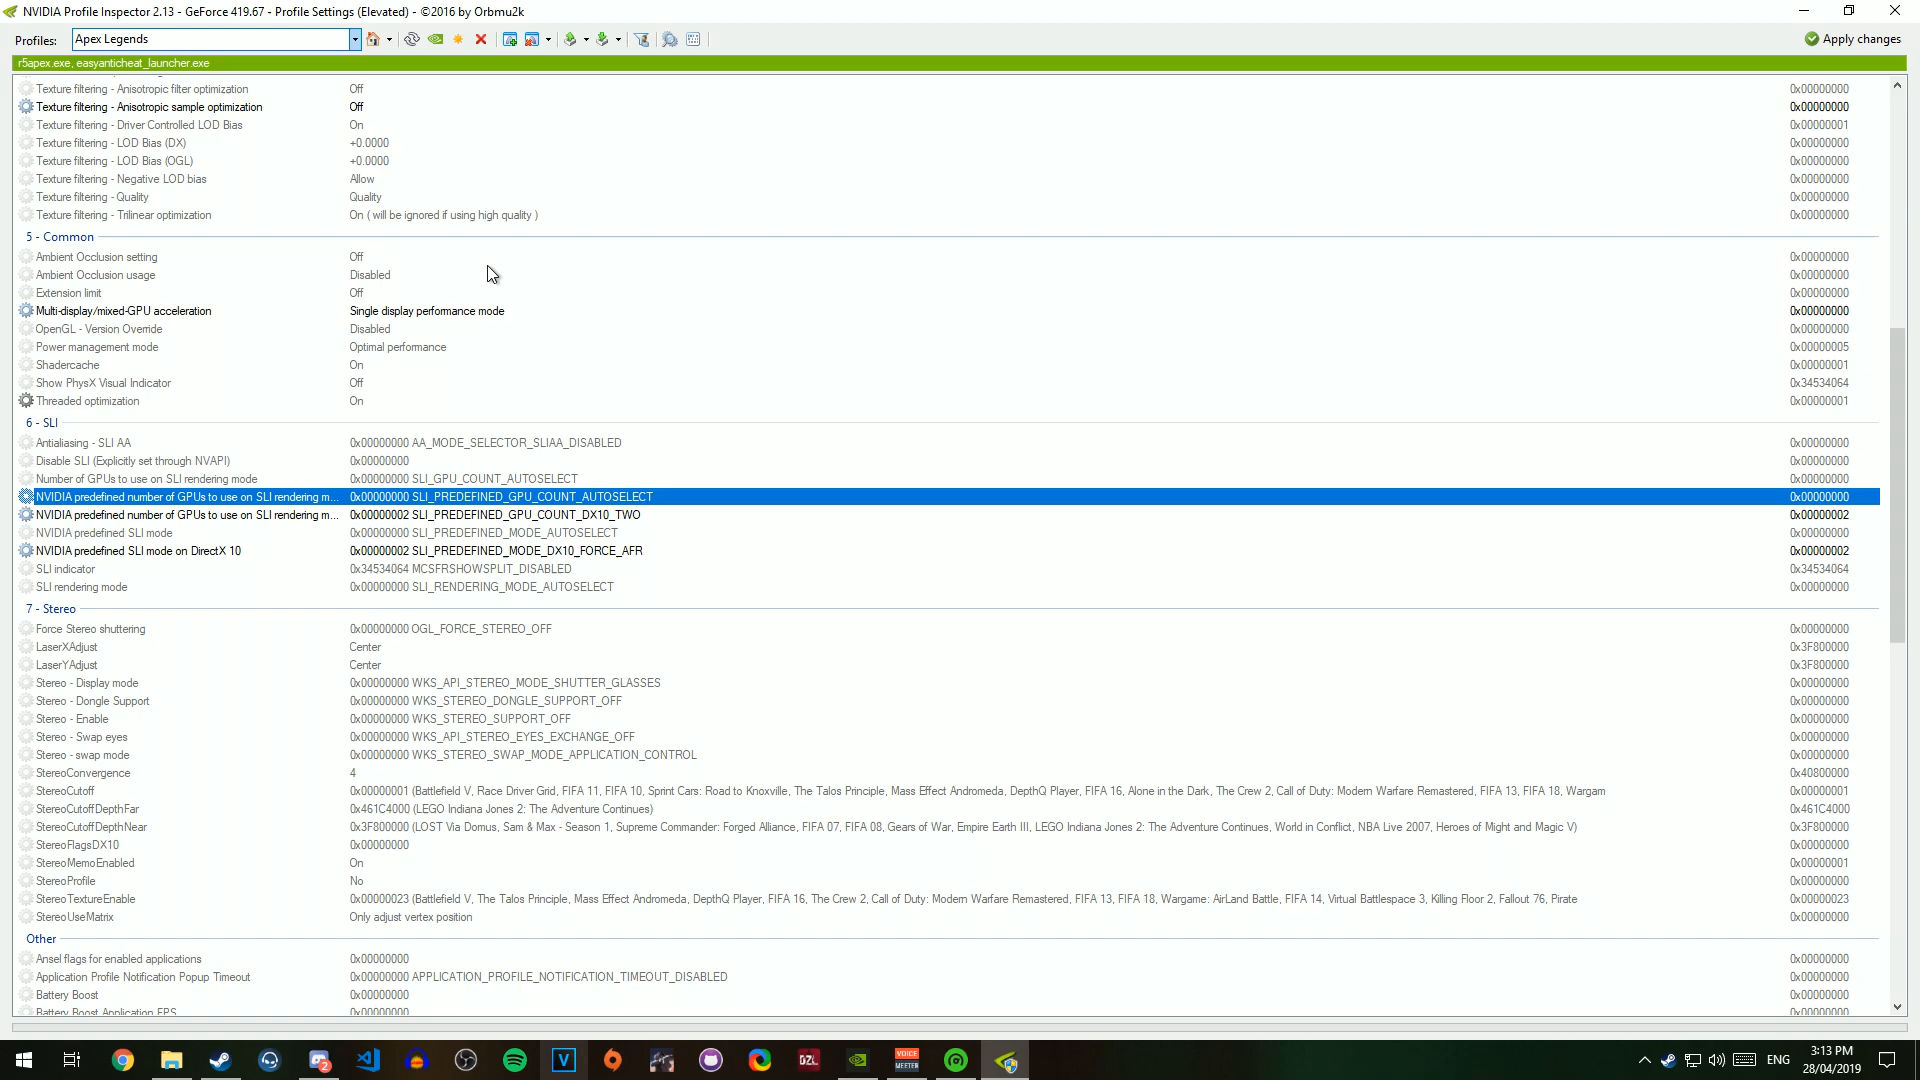 NVIDIA Profile Inspector 2.13 - GeForce 419.67 - Profile Settings (Elevated) - ©2016 by Orbmu2k
Profiles: Apex Legends Apply changes
r5apex.exe, easyanticheat_launcher.exe
Texture filtering - Anisotropic filter optimization Off 0x00000000
Texture filtering - Anisotropic sample optimization Off 0x00000000
Texture filtering - Driver Controlled LOD Bias On 0x00000001
Texture filtering - LOD Bias (DX) +0.0000 0x00000000
Texture filtering - LOD Bias (OGL) +0.0000 0x00000000
Texture filtering - Negative LOD bias Allow 0x00000000
Texture filtering - Quality Quality 0x00000000
Texture filtering - Trilinear optimization On ( will be ignored if using high quality ) 0x00000000
5 - Common
Ambient Occlusion setting Off 0x00000000
Ambient Occlusion usage Disabled 0x00000000
Extension limit Off 0x00000000
Multi-display/mixed-GPU acceleration Single display performance mode 0x00000000
OpenGL - Version Override Disabled 0x00000000
Power management mode Optimal performance 0x00000005
Shadercache On 0x00000001
Show PhysX Visual Indicator Off 0x34534064
Threaded optimization On 0x00000001
6 - SLI
Antialiasing - SLI AA 0x00000000 AA_MODE_SELECTOR_SLIAA_DISABLED 0x00000000
Disable SLI (Explicitly set through NVAPI) 0x00000000 0x00000000
Number of GPUs to use on SLI rendering mode 0x00000000 SLI_GPU_COUNT_AUTOSELECT 0x00000000
NVIDIA predefined number of GPUs to use on SLI rendering m... 0x00000000 SLI_PREDEFINED_GPU_COUNT_AUTOSELECT 0x00000000
NVIDIA predefined number of GPUs to use on SLI rendering m... 0x00000002 SLI_PREDEFINED_GPU_COUNT_DX10_TWO 0x00000002
NVIDIA predefined SLI mode 0x00000000 SLI_PREDEFINED_MODE_AUTOSELECT 0x00000000
NVIDIA predefined SLI mode on DirectX 10 0x00000002 SLI_PREDEFINED_MODE_DX10_FORCE_AFR 0x00000002
SLI indicator 0x34534064 MCSFRSHOWSPLIT_DISABLED 0x34534064
SLI rendering mode 0x00000000 SLI_RENDERING_MODE_AUTOSELECT 0x00000000
7 - Stereo
Force Stereo shuttering 0x00000000 OGL_FORCE_STEREO_OFF 0x00000000
LaserXAdjust Center 0x3F800000
LaserYAdjust Center 0x3F800000
Stereo - Display mode 0x00000000 WKS_API_STEREO_MODE_SHUTTER_GLASSES 0x00000000
Stereo - Dongle Support 0x00000000 WKS_STEREO_DONGLE_SUPPORT_OFF 0x00000000
Stereo - Enable 0x00000000 WKS_STEREO_SUPPORT_OFF 0x00000000
Stereo - Swap eyes 0x00000000 WKS_API_STEREO_EYES_EXCHANGE_OFF 0x00000000
Stereo - swap mode 0x00000000 WKS_STEREO_SWAP_MODE_APPLICATION_CONTROL 0x00000000
StereoConvergence 4 0x40800000
StereoCutoff 0x00000001 (Battlefield V, Race Driver Grid, FIFA 11, FIFA 10, Sprint Cars: Road to Knoxville, The Talos Principle, Mass Effect Andromeda, DepthQ Player, FIFA 16, Alone in the Dark, The Crew 2, Call of Duty: Modern Warfare Remastered, FIFA 13, FIFA 18, Wargam 0x00000001
StereoCutoffDepthFar 0x461C4000 (LEGO Indiana Jones 2: The Adventure Continues) 0x461C4000
StereoCutoffDepthNear 0x3F800000 (LOST Via Domus, Sam & Max - Season 1, Supreme Commander: Forged Alliance, FIFA 07, FIFA 08, Gears of War, Empire Earth III, LEGO Indiana Jones 2: The Adventure Continues, World in Conflict, NBA Live 2007, Heroes of Might and Magic V) 0x3F800000
StereoFlagsDX10 0x00000000 0x00000000
StereoMemoEnabled On 0x00000001
StereoProfile No 0x00000000
StereoTextureEnable 0x00000023 (Battlefield V, The Talos Principle, Mass Effect Andromeda, DepthQ Player, FIFA 16, The Crew 2, Call of Duty: Modern Warfare Remastered, FIFA 13, FIFA 18, Wargame: AirLand Battle, FIFA 14, Virtual Battlespace 3, Killing Floor 2, Fallout 76, Pirate 0x00000023
StereoUseMatrix Only adjust vertex position 0x00000000
Other
Ansel flags for enabled applications 0x00000000 0x00000000
Application Profile Notification Popup Timeout 0x00000000 APPLICATION_PROFILE_NOTIFICATION_TIMEOUT_DISABLED 0x00000000
Battery Boost 0x00000000 0x00000000
Battery Boost Application FPS 0x00000000 0x00000000
2 V DZL VOICE MEETER ENG 3:13 PM
28/04/2019